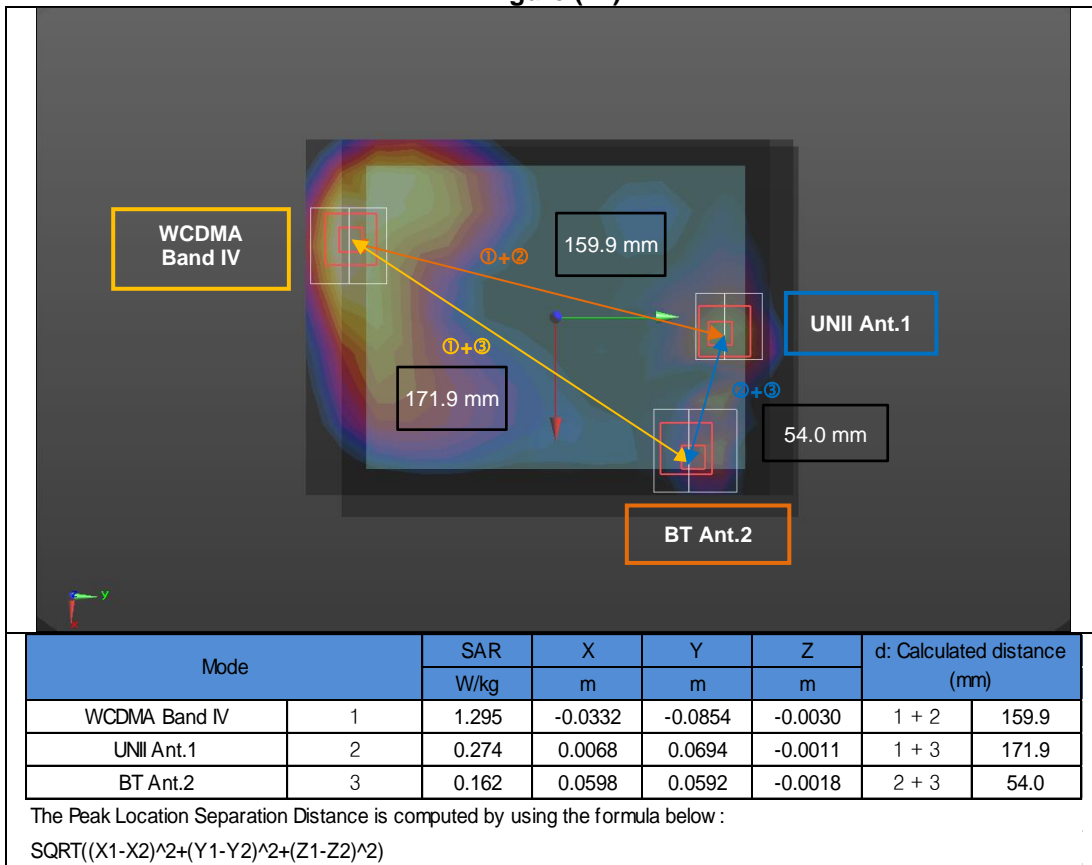 WCDMA
Band IV
159.9 mm
①+②
UNII Ant.1
①+③
171.9 mm
②+③
54.0 mm
BT Ant.2
y
x
Mode SAR X Y Z d: Calculated distance (mm)
W/kg m m m
WCDMA Band IV 1 1.295 -0.0332 -0.0854 -0.0030 1 + 2 159.9
UNII Ant.1 2 0.274 0.0068 0.0694 -0.0011 1 + 3 171.9
BT Ant.2 3 0.162 0.0598 0.0592 -0.0018 2 + 3 54.0
The Peak Location Separation Distance is computed by using the formula below :
SQRT((X1-X2)^2+(Y1-Y2)^2+(Z1-Z2)^2)